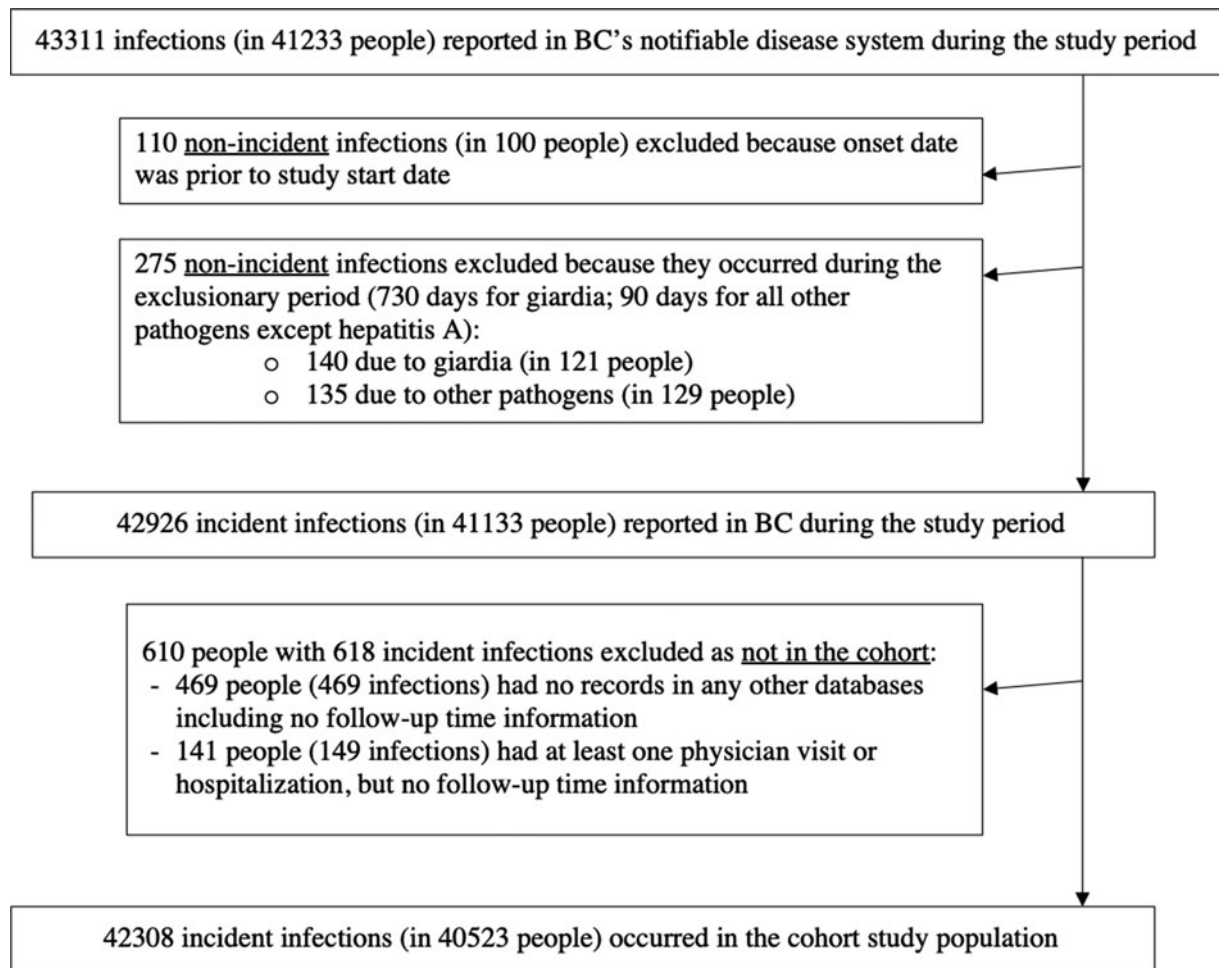 43311 infections (in 41233 people) reported in BC's notifiable disease system during the study period
110 non-incident infections (in 100 people) excluded because onset date
was prior to study start date
275 non-incident infections excluded because they occurred during the
exclusionary period (730 days for giardia; 90 days for all other
pathogens except hepatitis A):
o 140 due to giardia (in 121 people)
o 135 due to other pathogens (in 129 people)
42926 incident infections (in 41133 people) reported in BC during the study period
610 people with 618 incident infections excluded as not in the cohort:
- 469 people (469 infections) had no records in any other databases
including no follow-up time information
- 141 people (149 infections) had at least one physician visit or
hospitalization, but no follow-up time information
42308 incident infections (in 40523 people) occurred in the cohort study population